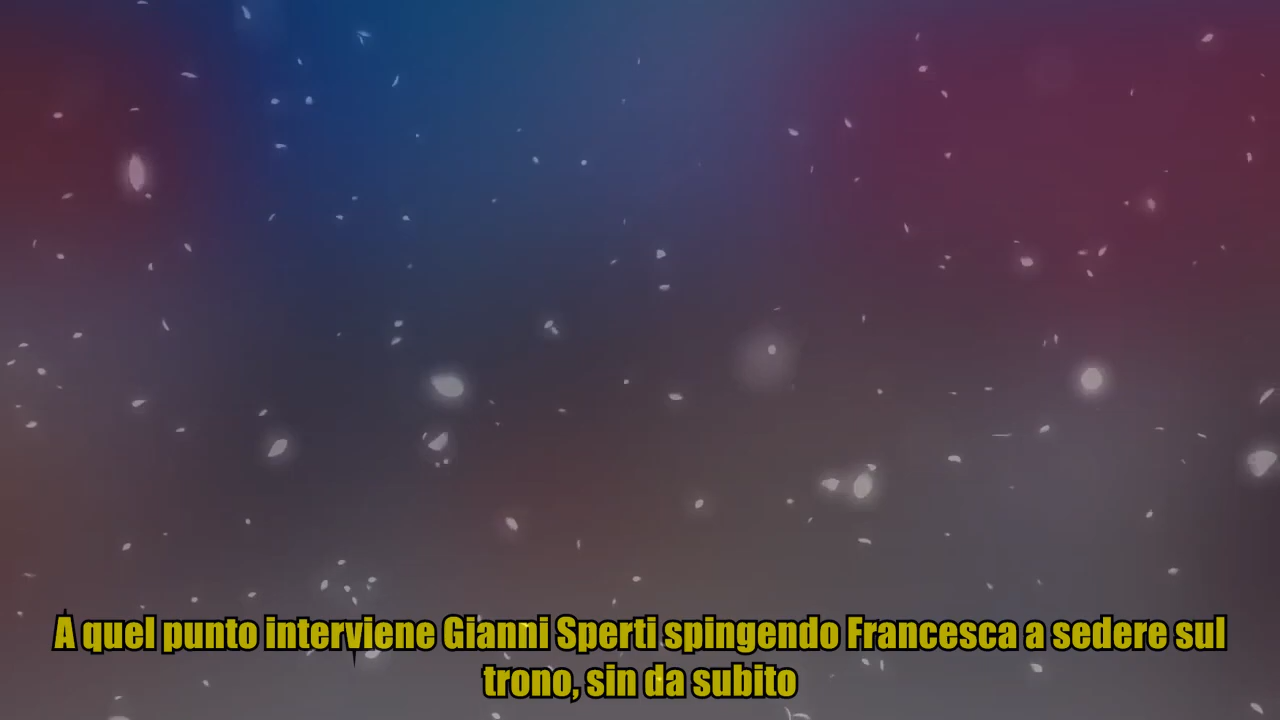 A quel punto interviene Gianni Sperti spingendo Francesca a sedere sul
trono, sin da subito